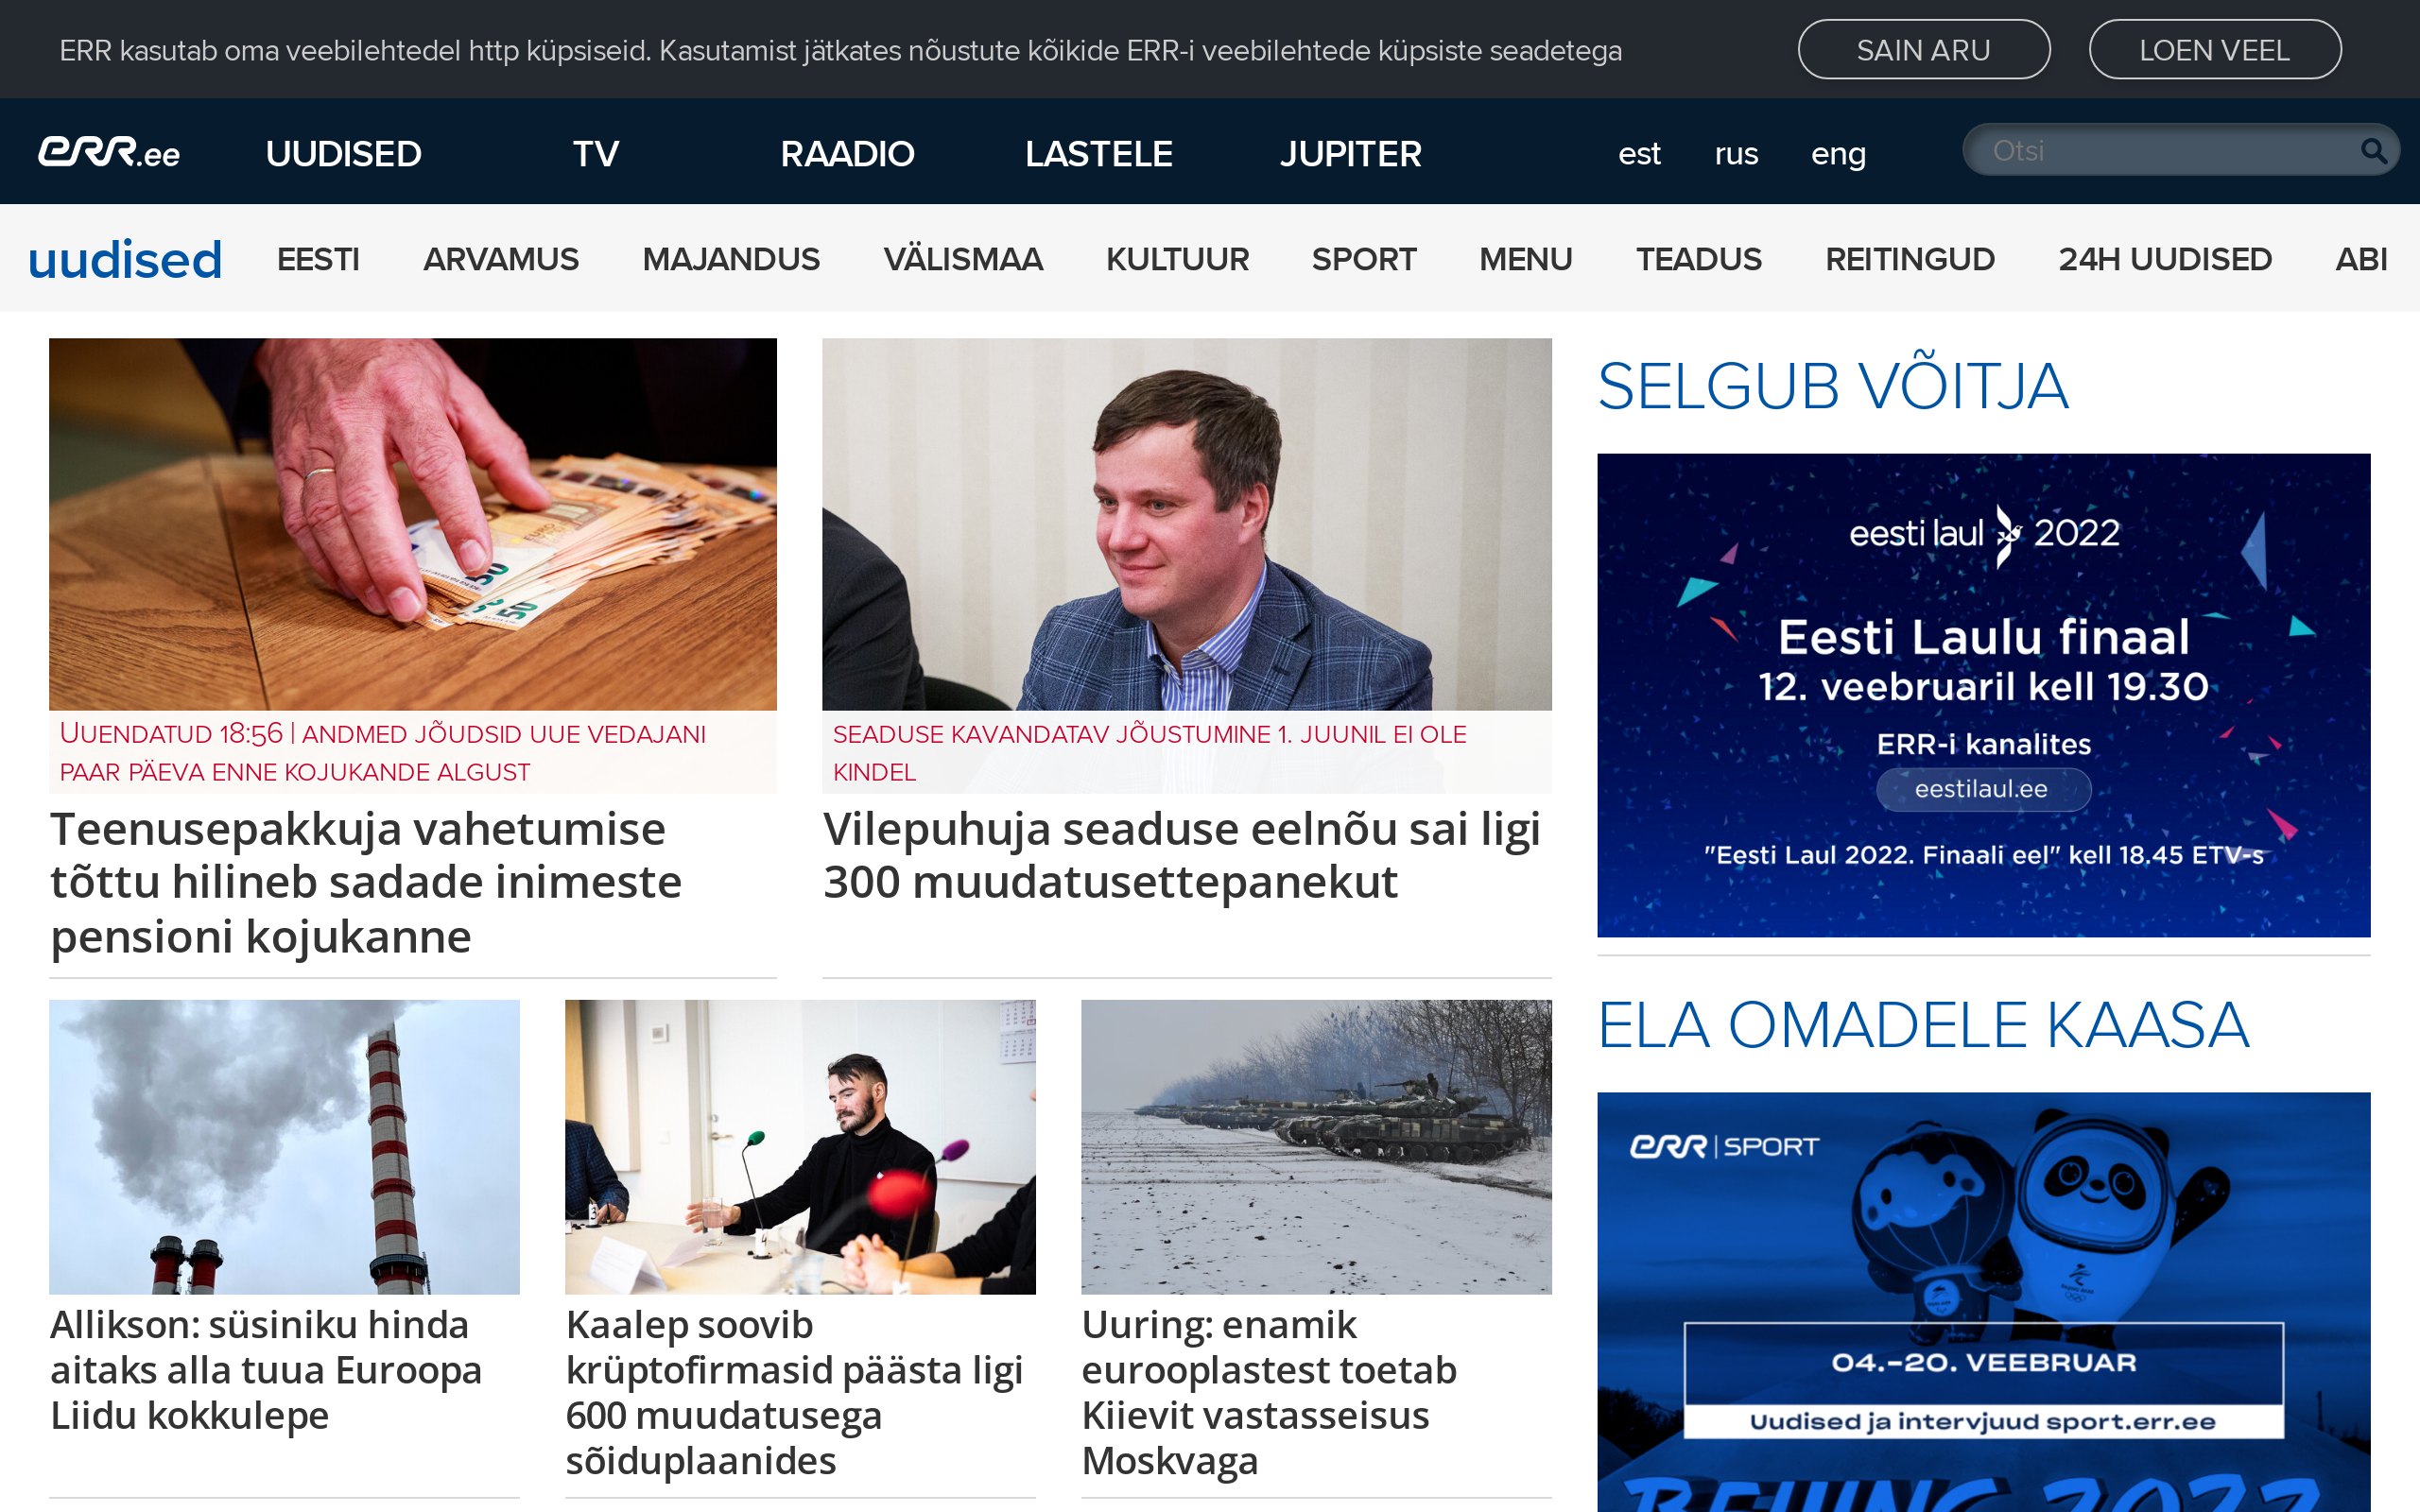 ERR kasutab oma veebilehtedel http küpsiseid. Kasutamist jätkates nõustute kõikide ERR-i veebilehtede küpsiste seadetega
SAIN ARU
LOEN VEEL
err.ee
UUDISED
TV
RAADIO
LASTELE
JUPITER
est
rus
eng
Otsi
uudised
EESTI
ARVAMUS
MAJANDUS
VÄLISMAA
KULTUUR
SPORT
MENU
TEADUS
REITINGUD
24H UUDISED
ABI
UUENDATUD 18:56 | ANDMED JÕUDSID UUE VEDAJANI
PAAR PÄEVA ENNE KOJUKANDE ALGUST
Teenusepakkuja vahetumise
tõttu hilineb sadade inimeste
pensioni kojukanne
SEADUSE KAVANDATAV JÕUSTUMINE 1. JUUNIL EI OLE
KINDEL
Vilepuhuja seaduse eelnõu sai ligi
300 muudatusettepanekut
SELGUB VÕITJA
eesti laul 2022
Eesti Laulu finaal
12. veebruaril kell 19.30
ERR-i kanalites
eestilaul.ee
"Eesti Laul 2022. Finaali eel" kell 18.45 ETV-s
Allikson: süsiniku hinda
aitaks alla tuua Euroopa
Liidu kokkulepe
Kaalep soovib
krüptofirmasid päästa ligi
600 muudatusega
sõiduplaanides
Uuring: enamik
eurooplastest toetab
Kiievit vastasseisus
Moskvaga
ELA OMADELE KAASA
err | SPORT
04.-20. VEEBRUAR
Uudised ja intervjuud sport.err.ee
BEIJING 2022